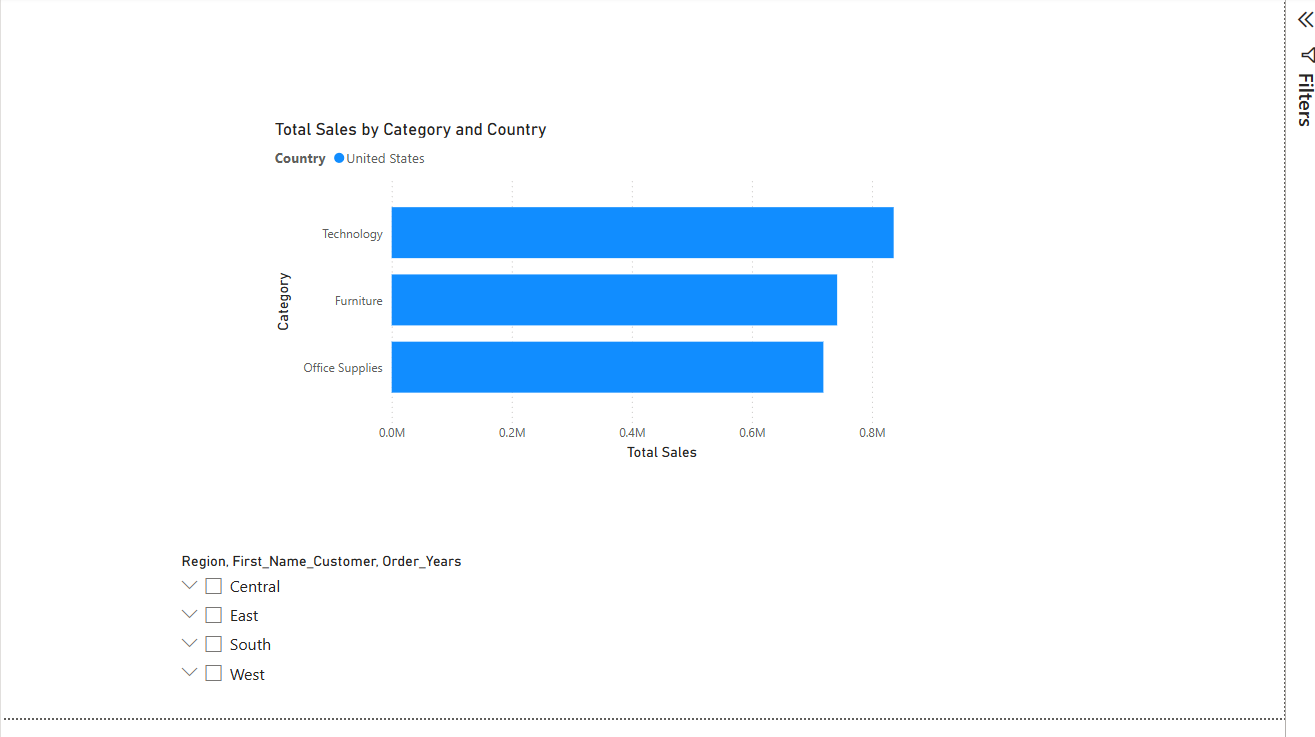 Filters
Total Sales by Category and Country
Country United States
Category
Technology
Furniture
Office Supplies
0.0M 0.2M 0.4M 0.6M 0.8M
Total Sales
Region, First_Name_Customer, Order_Years
Central
East
South
West